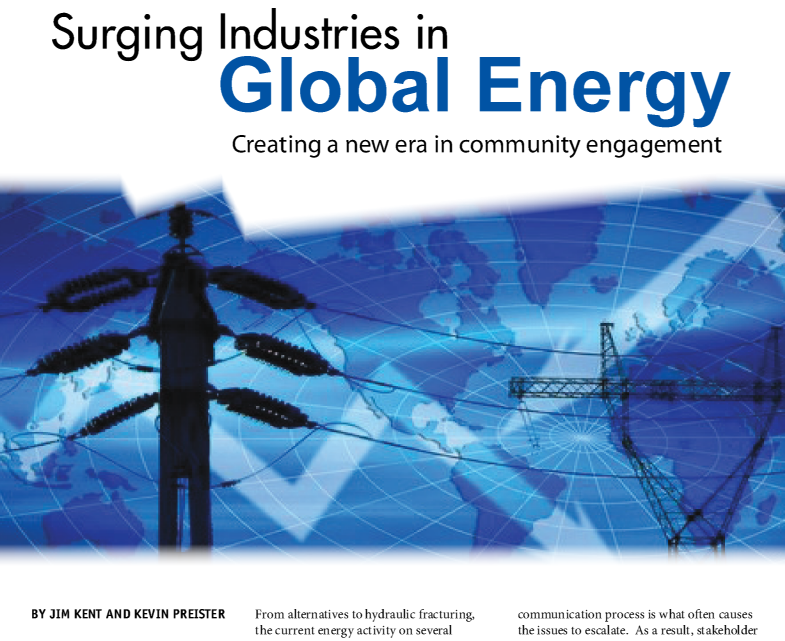 Surging Industries in
Global Energy
Creating a new era in community engagement
BY JIM KENT AND KEVIN PREISTER
From alternatives to hydraulic fracturing,
the current energy activity on several
communication process is what often causes
the issues to escalate. As a result, stakeholder